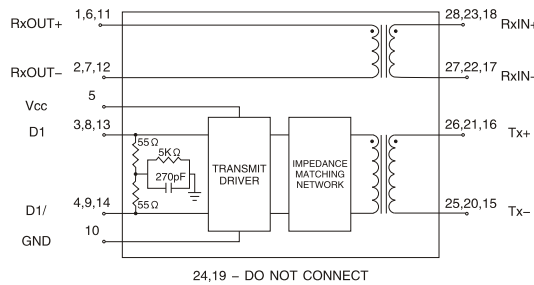 RxOUT+ 1,6,11 28,23,18 RxIN+
RxOUT− 2,7,12 27,22,17 RxIN-
Vcc 5
D1 3,8,13 26,21,16 Tx+
55Ω
5KΩ
270pF
55Ω
TRANSMIT
DRIVER
IMPEDANCE
MATCHING
NETWORK
D1/ 4,9,14 25,20,15 Tx−
GND 10
24,19 – DO NOT CONNECT